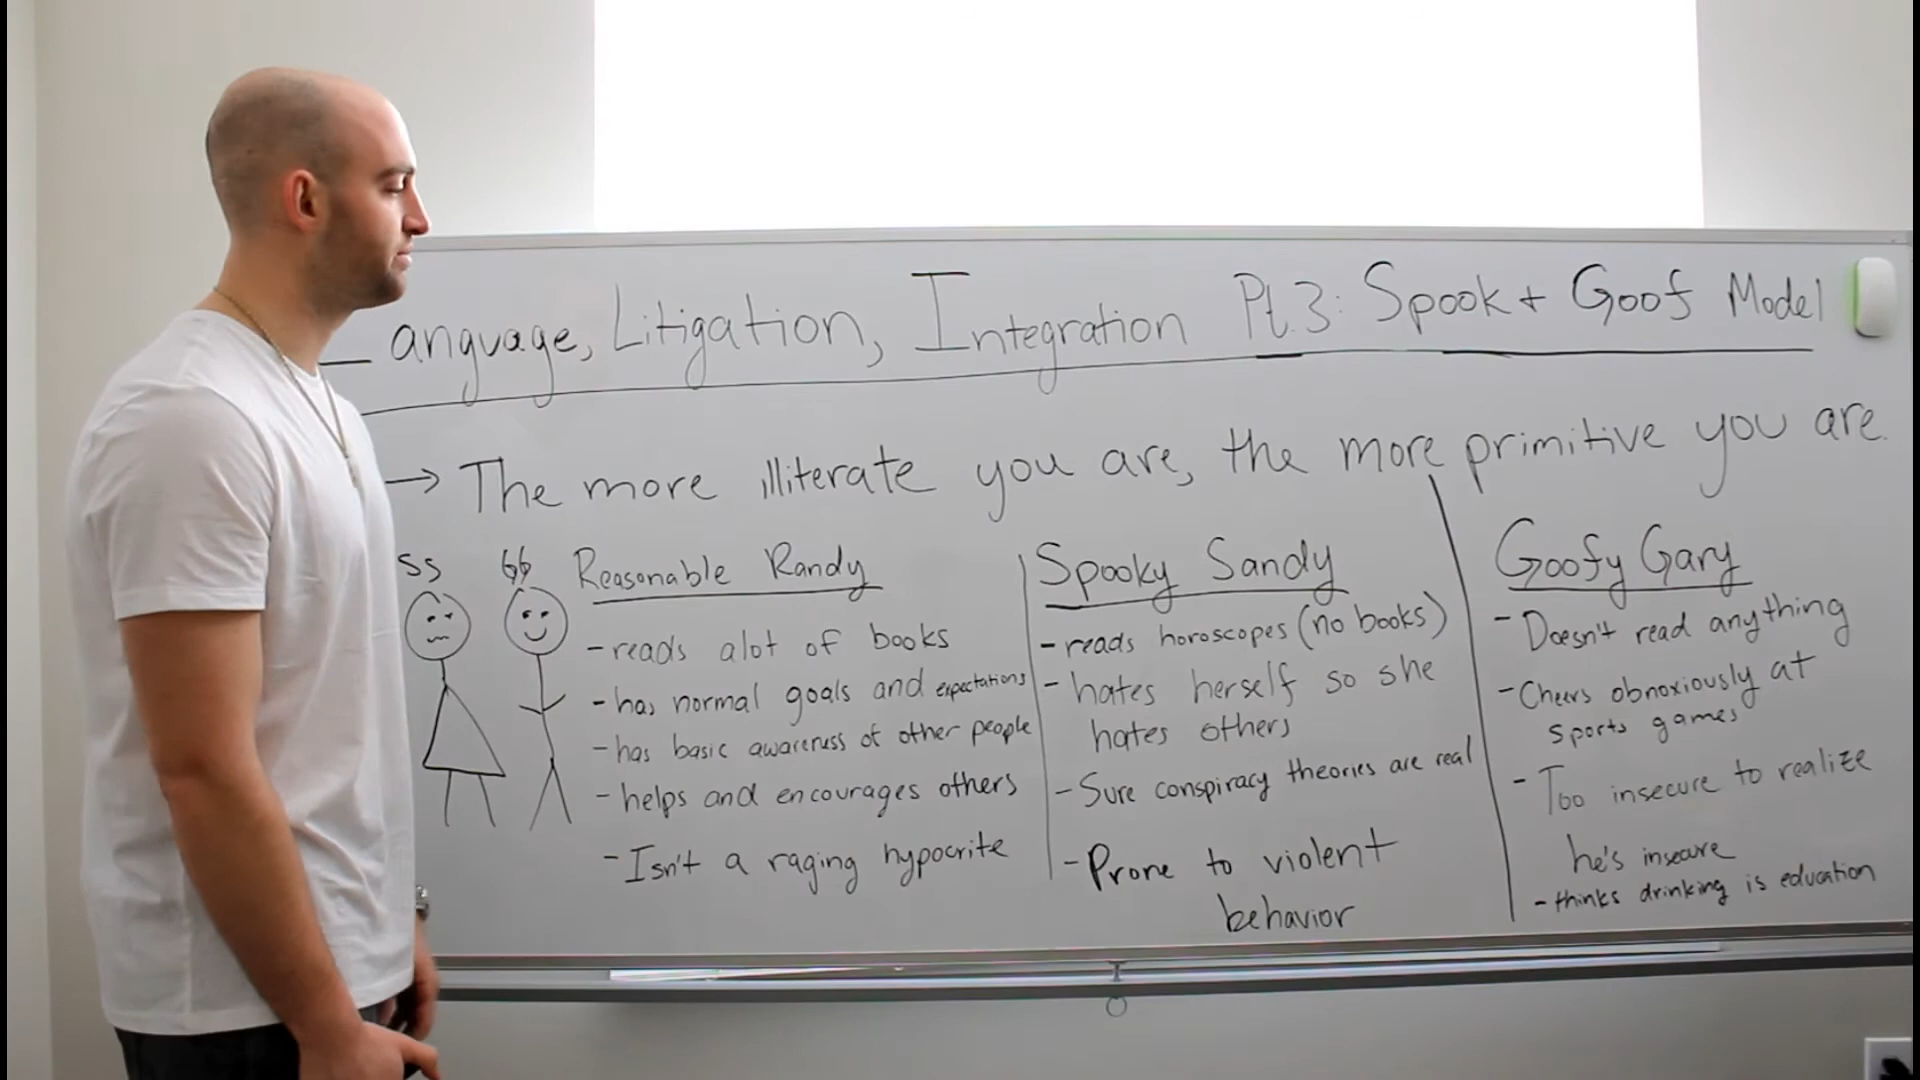 Language, Litigation, Integration Pt.3: Spook + Goof Model
→ The more illiterate you are, the more primitive you are.
SS
GG
Reasonable Randy
- reads alot of books
- has normal goals and expectations
- has basic awareness of other people
- helps and encourages others
- Isn't a raging hypocrite
Spooky Sandy
- reads horoscopes (no books)
- hates herself so she
hates others
- Sure conspiracy theories are real
- Prone to violent
behavior
Goofy Gary
- Doesn't read anything
- Cheers obnoxiously at
sports games
- Too insecure to realize
he's insecure
- thinks drinking is education